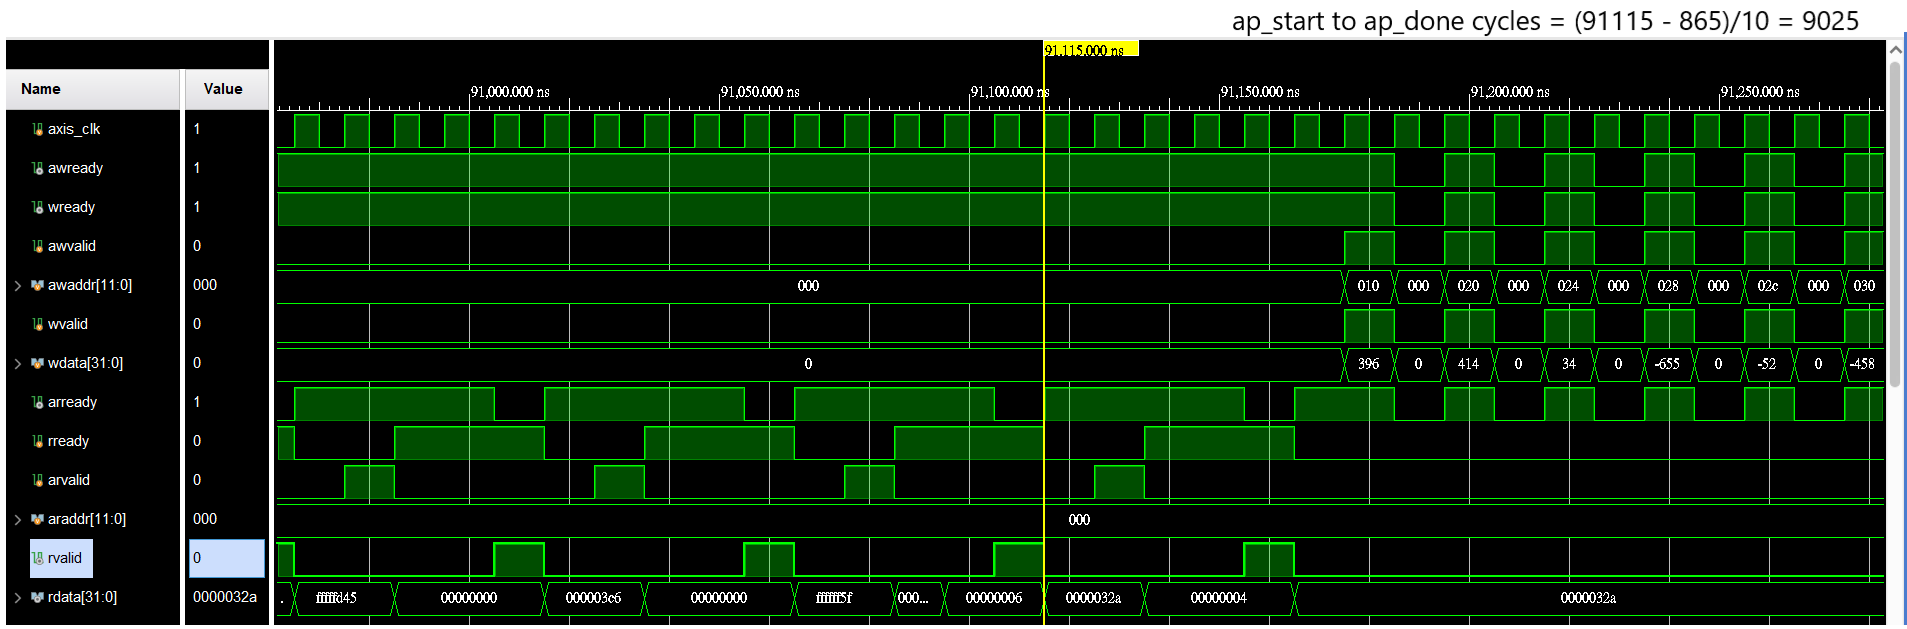 ap_start to ap_done cycles = (91115 - 865)/10 = 9025
91,115.000 ns
Name Value
91,000.000 ns 91,050.000 ns 91,100.000 ns 91,150.000 ns 91,200.000 ns 91,250.000 ns
axis_clk 1
awready 1
wready 1
awvalid 0
awaddr[11:0] 000 000 010 000 020 000 024 000 028 000 02c 000 030
wvalid 0
wdata[31:0] 0 0 396 0 414 0 34 0 -655 0 -52 0 -458
arready 1
rready 0
arvalid 0
araddr[11:0] 000 000
rvalid 0
rdata[31:0] 0000032a . fffffd45 00000000 000003c6 00000000 ffffff5f 000... 00000006 0000032a 00000004 0000032a